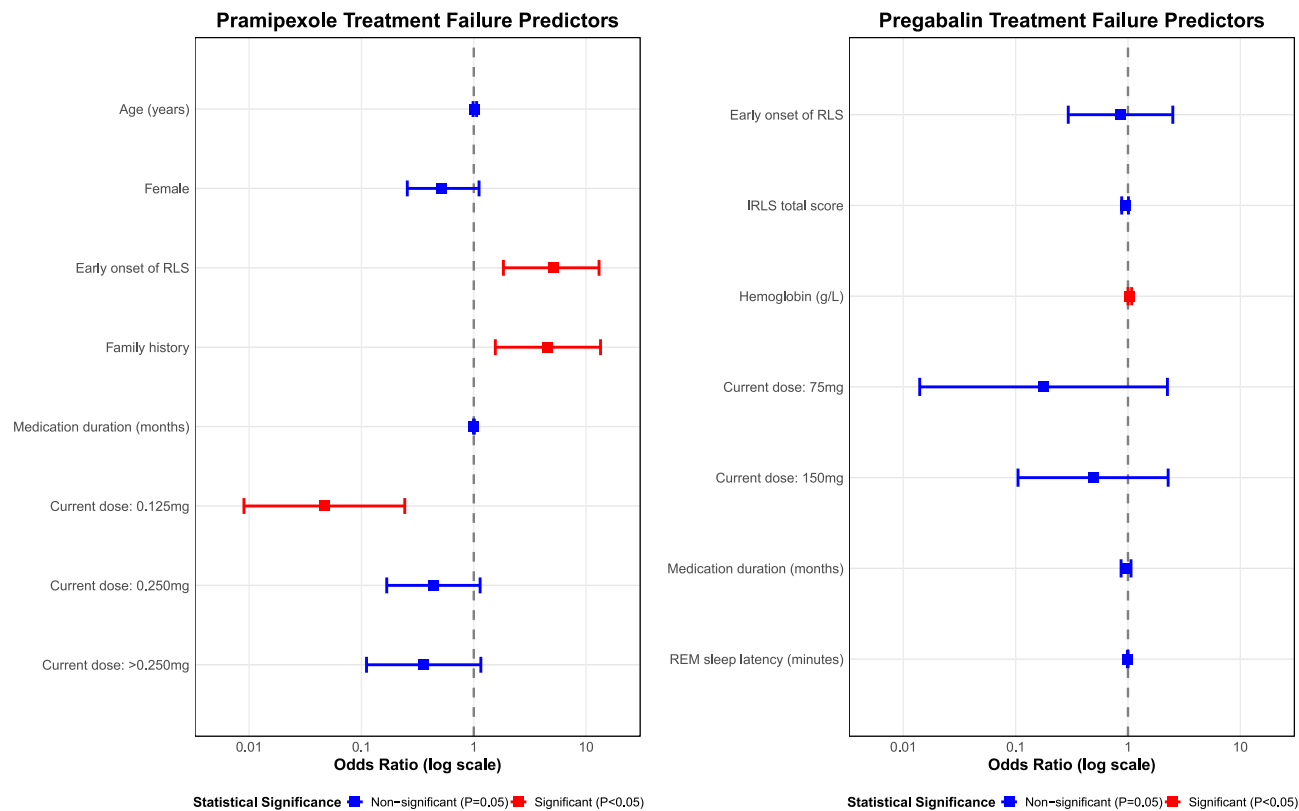 Pramipexole Treatment Failure Predictors
Age (years)
Female
Early onset of RLS
Family history
Medication duration (months)
Current dose: 0.125mg
Current dose: 0.250mg
Current dose: >0.250mg
0.01 0.1 1 10
Odds Ratio (log scale)
Statistical Significance Non−significant (P=0.05) Significant (P<0.05)
Pregabalin Treatment Failure Predictors
Early onset of RLS
IRLS total score
Hemoglobin (g/L)
Current dose: 75mg
Current dose: 150mg
Medication duration (months)
REM sleep latency (minutes)
0.01 0.1 1 10
Odds Ratio (log scale)
Statistical Significance Non−significant (P=0.05) Significant (P<0.05)